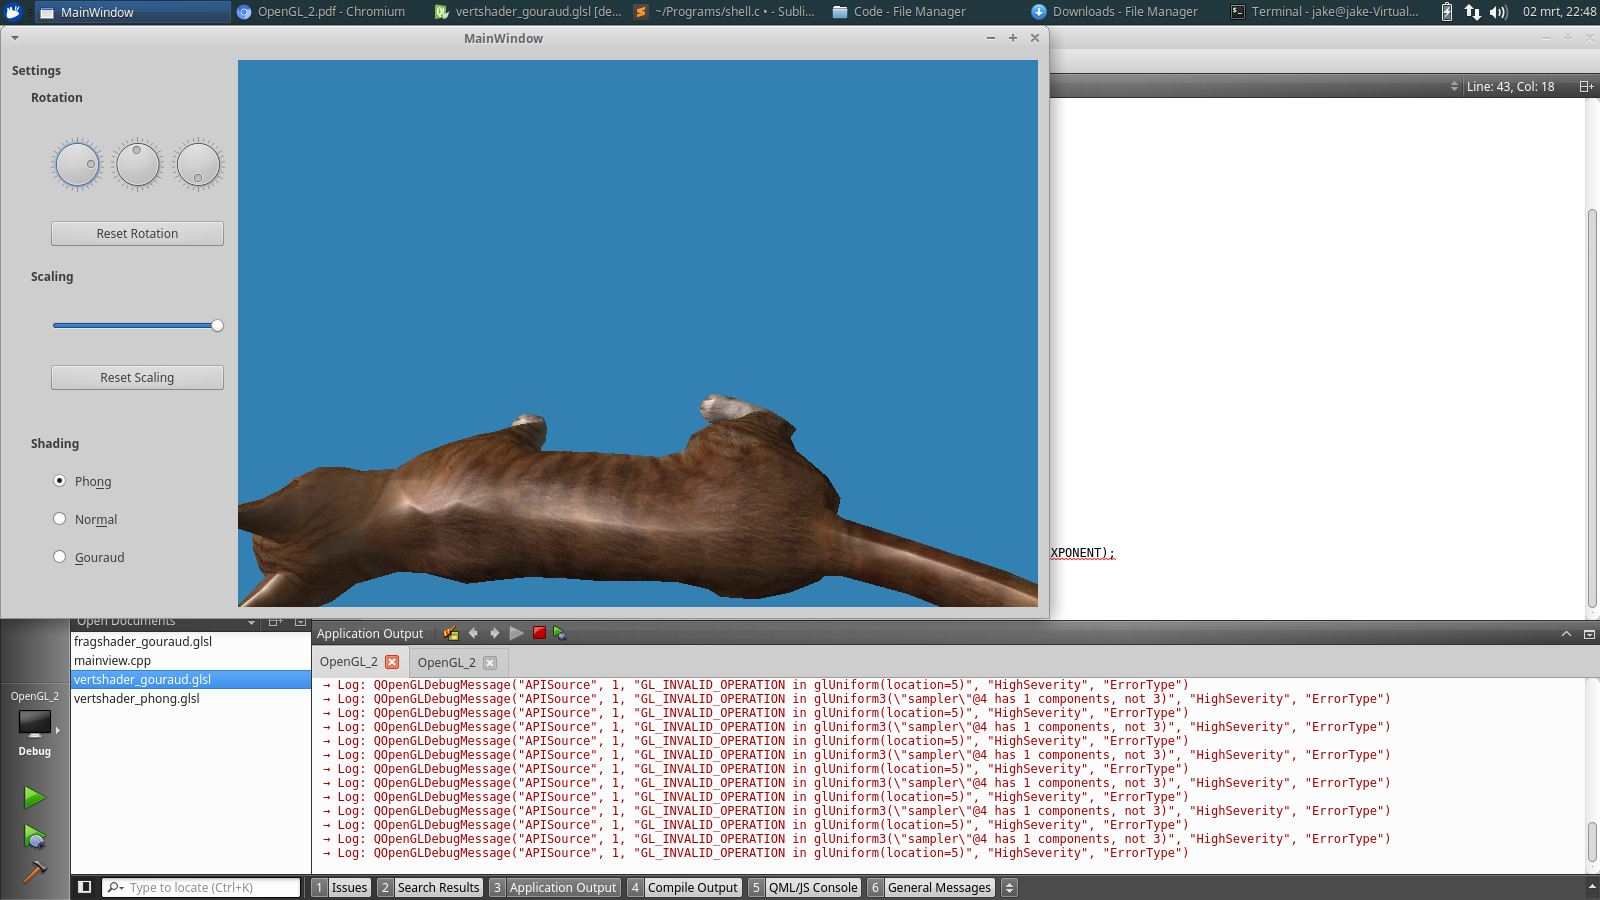 MainWindow
OpenGL_2.pdf - Chromium
vertshader_gouraud.glsl [de...
~/Programs/shell.c • - Subli...
Code - File Manager
Downloads - File Manager
Terminal - jake@jake-Virtual...
02 mrt, 22:48
MainWindow
Settings
Rotation
Reset Rotation
Scaling
Reset Scaling
Shading
Phong
Normal
Gouraud
Line: 43, Col: 18
XPONENT);
Open Documents
fragshader_gouraud.glsl
mainview.cpp
vertshader_gouraud.glsl
vertshader_phong.glsl
OpenGL_2
Debug
Application Output
OpenGL_2
OpenGL_2
→ Log: QOpenGLDebugMessage("APISource", 1, "GL_INVALID_OPERATION in glUniform(location=5)", "HighSeverity", "ErrorType")
→ Log: QOpenGLDebugMessage("APISource", 1, "GL_INVALID_OPERATION in glUniform3(\"sampler\"@4 has 1 components, not 3)", "HighSeverity", "ErrorType")
→ Log: QOpenGLDebugMessage("APISource", 1, "GL_INVALID_OPERATION in glUniform(location=5)", "HighSeverity", "ErrorType")
→ Log: QOpenGLDebugMessage("APISource", 1, "GL_INVALID_OPERATION in glUniform3(\"sampler\"@4 has 1 components, not 3)", "HighSeverity", "ErrorType")
→ Log: QOpenGLDebugMessage("APISource", 1, "GL_INVALID_OPERATION in glUniform(location=5)", "HighSeverity", "ErrorType")
→ Log: QOpenGLDebugMessage("APISource", 1, "GL_INVALID_OPERATION in glUniform3(\"sampler\"@4 has 1 components, not 3)", "HighSeverity", "ErrorType")
→ Log: QOpenGLDebugMessage("APISource", 1, "GL_INVALID_OPERATION in glUniform(location=5)", "HighSeverity", "ErrorType")
→ Log: QOpenGLDebugMessage("APISource", 1, "GL_INVALID_OPERATION in glUniform3(\"sampler\"@4 has 1 components, not 3)", "HighSeverity", "ErrorType")
→ Log: QOpenGLDebugMessage("APISource", 1, "GL_INVALID_OPERATION in glUniform(location=5)", "HighSeverity", "ErrorType")
→ Log: QOpenGLDebugMessage("APISource", 1, "GL_INVALID_OPERATION in glUniform3(\"sampler\"@4 has 1 components, not 3)", "HighSeverity", "ErrorType")
→ Log: QOpenGLDebugMessage("APISource", 1, "GL_INVALID_OPERATION in glUniform(location=5)", "HighSeverity", "ErrorType")
→ Log: QOpenGLDebugMessage("APISource", 1, "GL_INVALID_OPERATION in glUniform3(\"sampler\"@4 has 1 components, not 3)", "HighSeverity", "ErrorType")
→ Log: QOpenGLDebugMessage("APISource", 1, "GL_INVALID_OPERATION in glUniform(location=5)", "HighSeverity", "ErrorType")
Type to locate (Ctrl+K)
1 Issues
2 Search Results
3 Application Output
4 Compile Output
5 QML/JS Console
6 General Messages